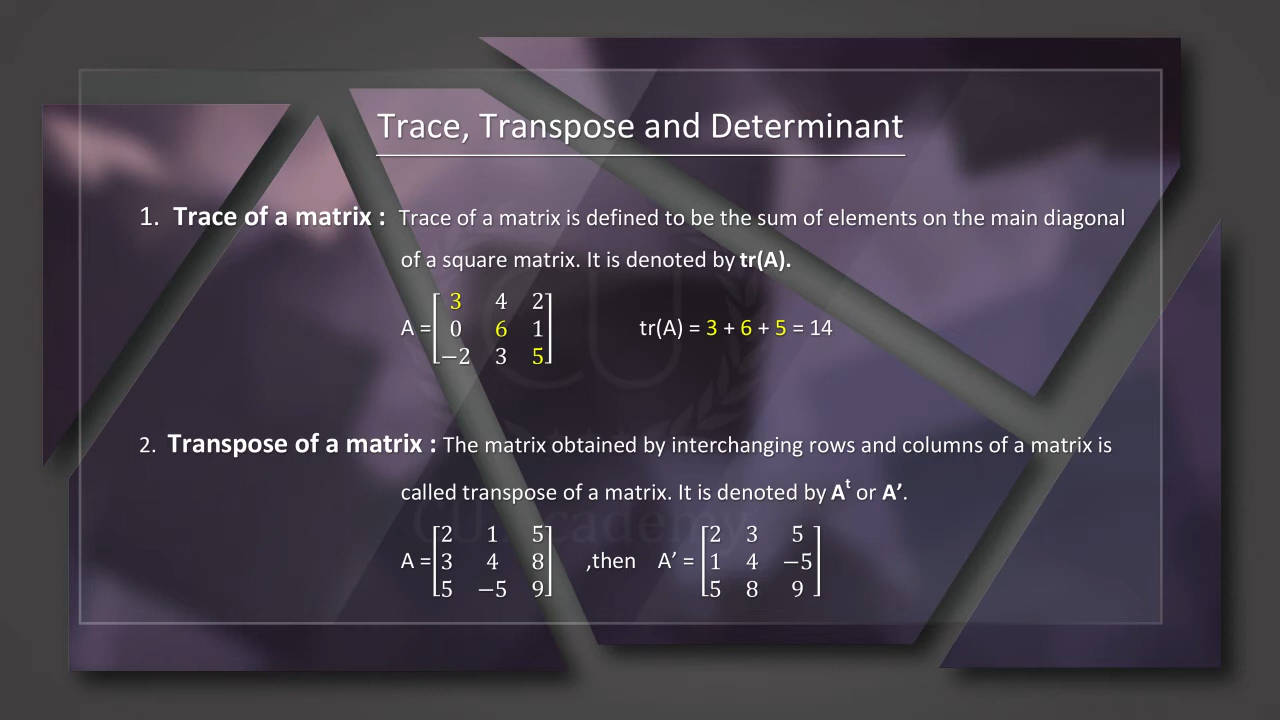 Trace, Transpose and Determinant
1. Trace of a matrix : Trace of a matrix is defined to be the sum of elements on the main diagonal
of a square matrix. It is denoted by tr(A).
3 4 2
A = 0 6 1 tr(A) = 3 + 6 + 5 = 14
−2 3 5
2. Transpose of a matrix : The matrix obtained by interchanging rows and columns of a matrix is
called transpose of a matrix. It is denoted by Aᵗ or A’.
2 1 5 2 3 5
A = 3 4 8 ,then A’ = 1 4 −5
5 −5 9 5 8 9
CU Academy